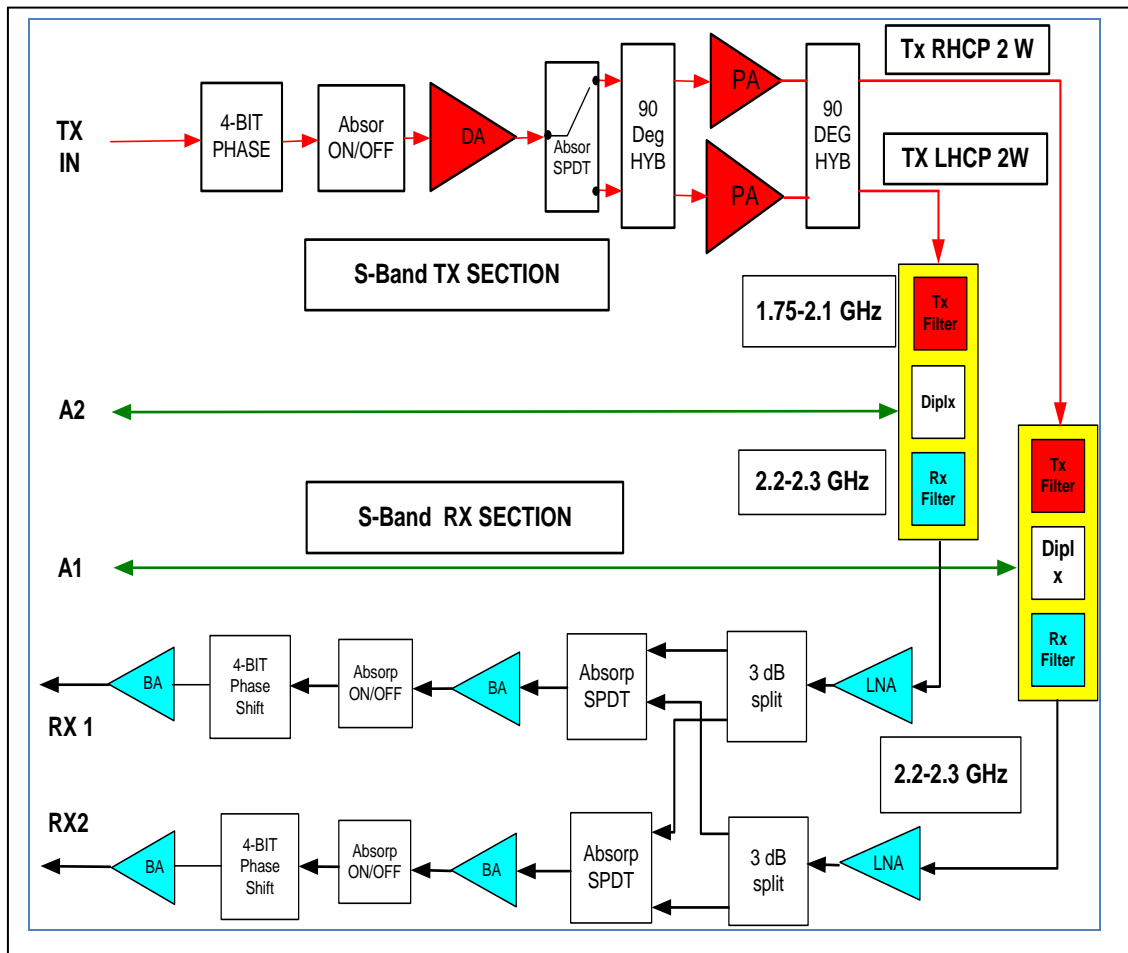 Tx RHCP 2 W
TX
IN
4-BIT
PHASE
Absor
ON/OFF
DA
Absor
SPDT
90
Deg
HYB
PA
PA
90
DEG
HYB
TX LHCP 2W
S-Band TX SECTION
1.75-2.1 GHz
Tx
Filter
A2
Diplx
2.2-2.3 GHz
Rx
Filter
Tx
Filter
S-Band RX SECTION
A1
Dipl
x
Rx
Filter
BA
4-BIT
Phase
Shift
Absorp
ON/OFF
BA
Absorp
SPDT
3 dB
split
LNA
RX 1
2.2-2.3 GHz
RX2
BA
4-BIT
Phase
Shift
Absorp
ON/OFF
BA
Absorp
SPDT
3 dB
split
LNA